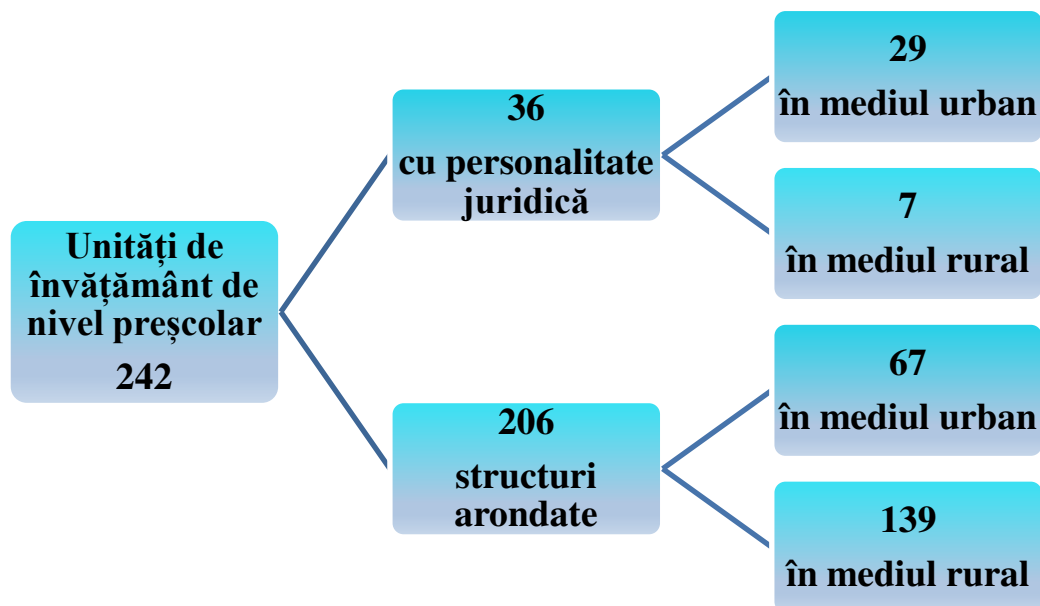 Unități de
învățământ de
nivel preșcolar
242
36
cu personalitate
juridică
29
în mediul urban
7
în mediul rural
206
structuri
arondate
67
în mediul urban
139
în mediul rural